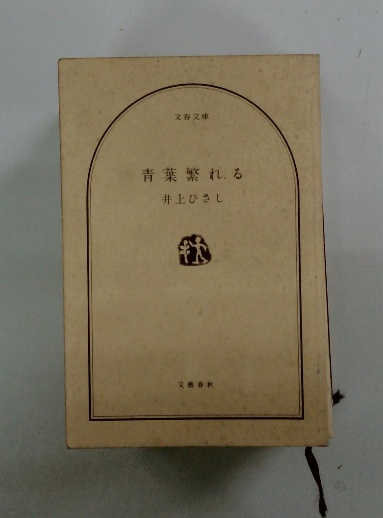 文春文庫
青葉繁れる
井上ひさし
文藝春秋